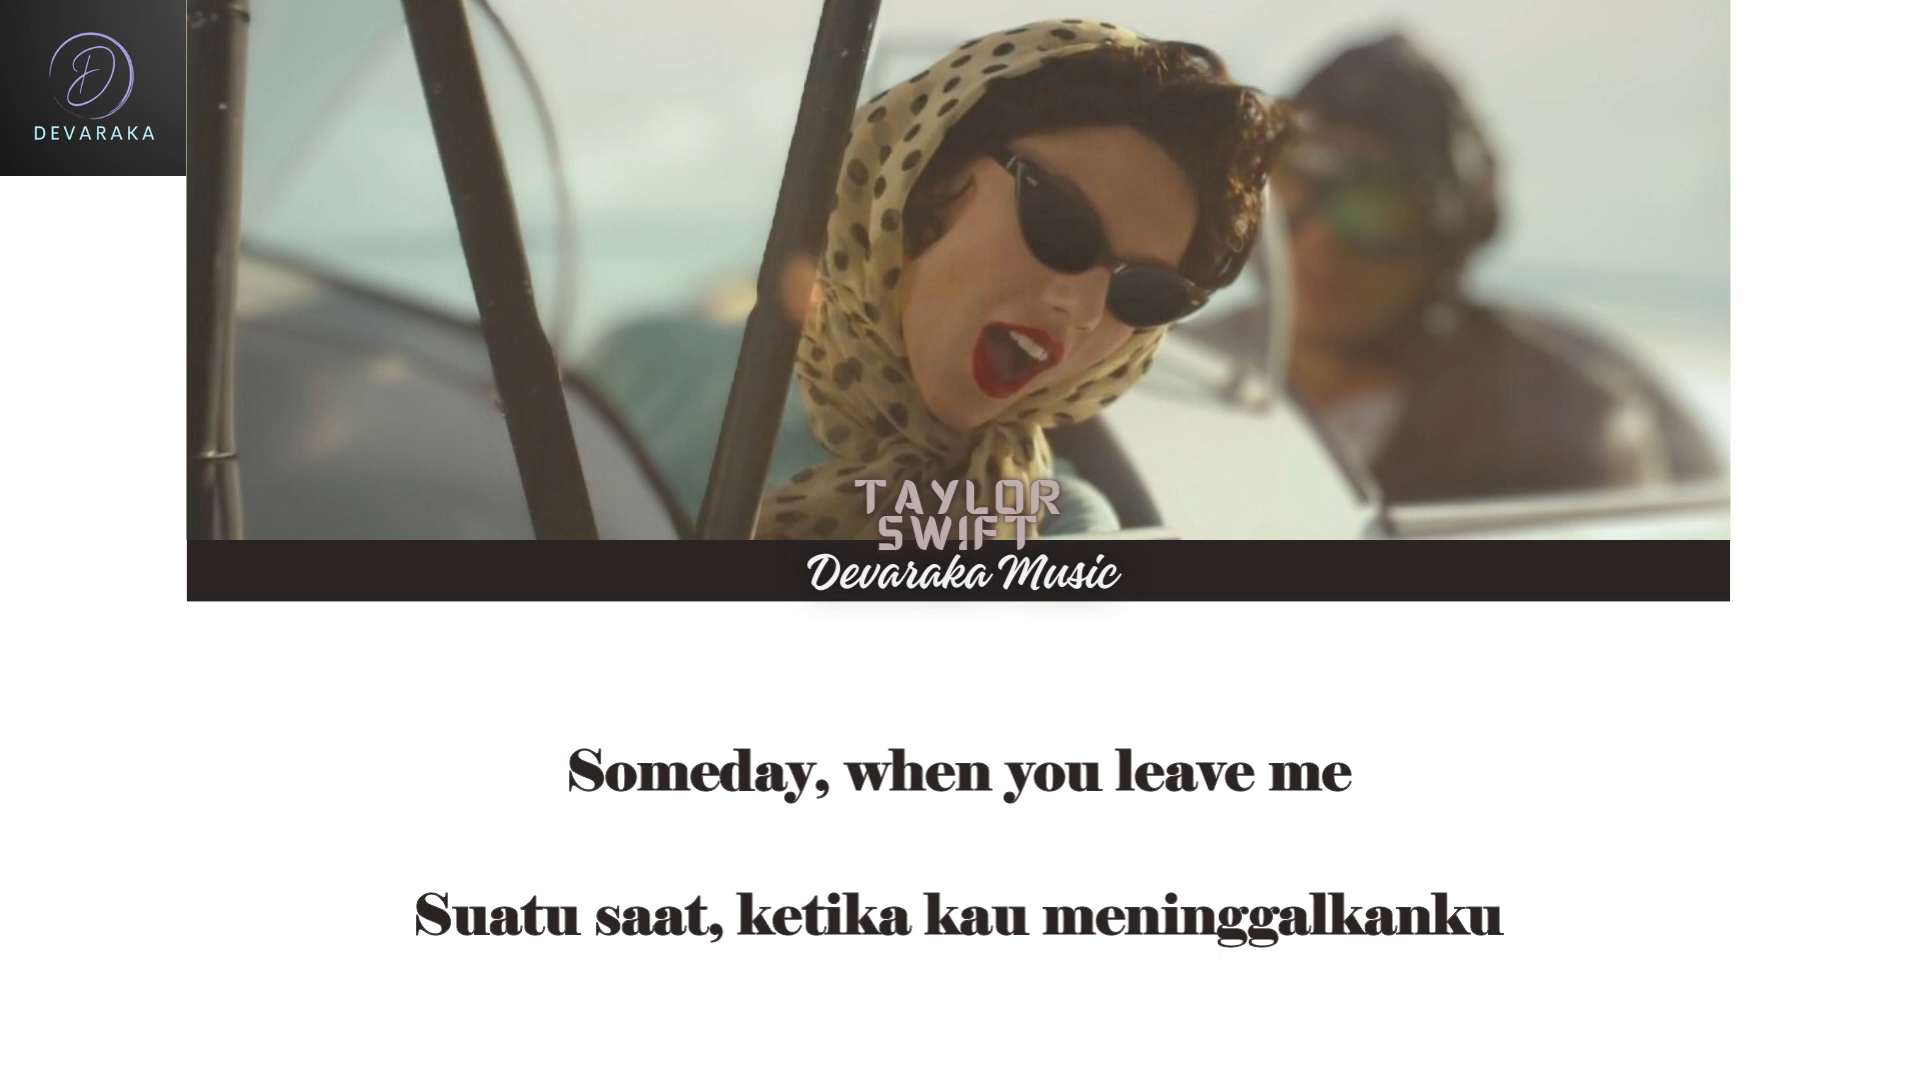 DEVARAKA
TAYLOR
SWIFT
Devaraka Music
Someday, when you leave me
Suatu saat, ketika kau meninggalkanku